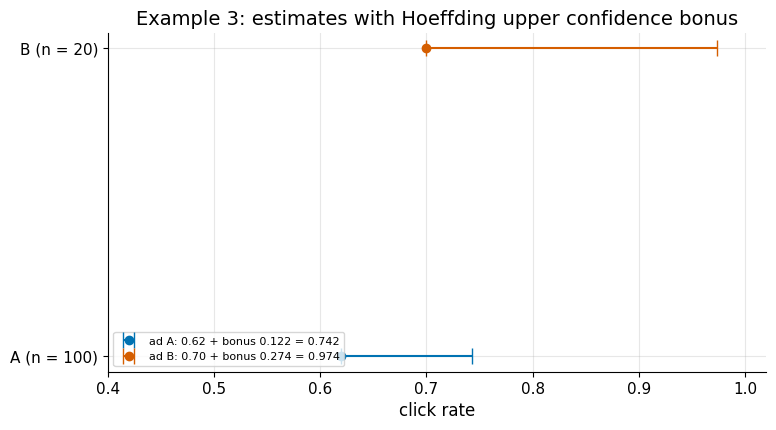 Example 3: estimates with Hoeffding upper confidence bonus
B (n = 20)
A (n = 100)
ad A: 0.62 + bonus 0.122 = 0.742
ad B: 0.70 + bonus 0.274 = 0.974
0.4 0.5 0.6 0.7 0.8 0.9 1.0
click rate